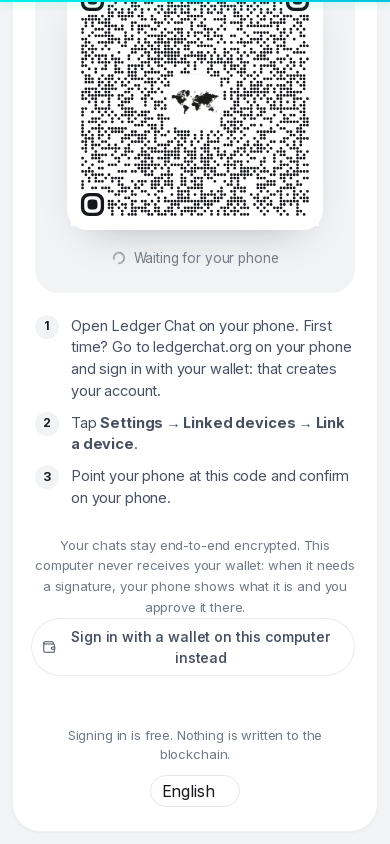 Waiting for your phone
1
Open Ledger Chat on your phone. First
time? Go to ledgerchat.org on your phone
and sign in with your wallet: that creates
your account.
2
Tap Settings → Linked devices → Link
a device.
3
Point your phone at this code and confirm
on your phone.
Your chats stay end-to-end encrypted. This
computer never receives your wallet: when it needs
a signature, your phone shows what it is and you
approve it there.
Sign in with a wallet on this computer
instead
Signing in is free. Nothing is written to the
blockchain.
English